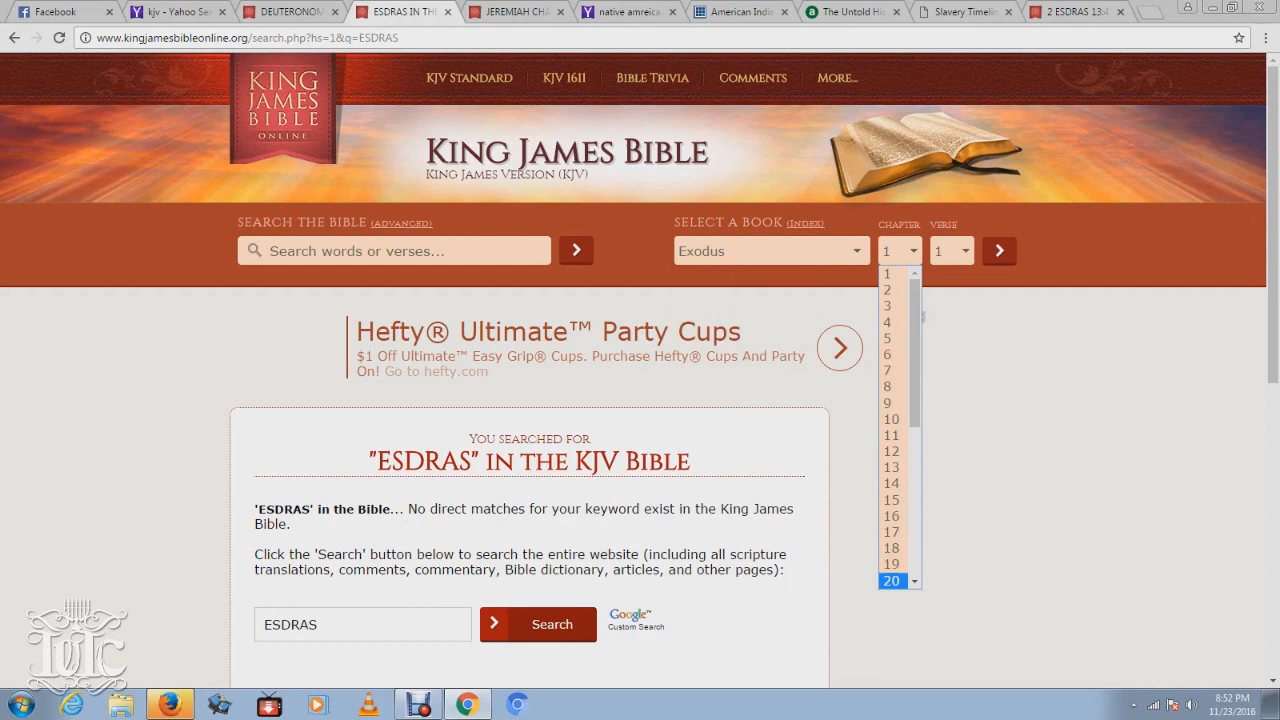 Facebook
kjv - Yahoo Se
DEUTERONOM
ESDRAS IN THE
JEREMIAH CHA
native amreica
American Indi
The Untold His
Slavery Timelin
2 ESDRAS 13:4
www.kingjamesbibleonline.org/search.php?hs=1&q=ESDRAS
KING
JAMES
BIBLE
ONLINE
KJV STANDARD
KJV 1611
BIBLE TRIVIA
COMMENTS
MORE...
KING JAMES BIBLE
KING JAMES VERSION (KJV)
SEARCH THE BIBLE (ADVANCED)
SELECT A BOOK (INDEX)
CHAPTER
VERSE
Search words or verses...
Exodus
1
1
1
2
3
4
5
6
7
8
9
10
11
12
13
14
15
16
17
18
19
20
Hefty® Ultimate™ Party Cups
$1 Off Ultimate™ Easy Grip® Cups. Purchase Hefty® Cups And Party
On! Go to hefty.com
YOU SEARCHED FOR
"ESDRAS" IN THE KJV BIBLE
'ESDRAS' in the Bible... No direct matches for your keyword exist in the King James
Bible.
Click the 'Search' button below to search the entire website (including all scripture
translations, comments, commentary, Bible dictionary, articles, and other pages):
ESDRAS
Search
Google™
Custom Search
IUIC
8:52 PM
11/23/2016